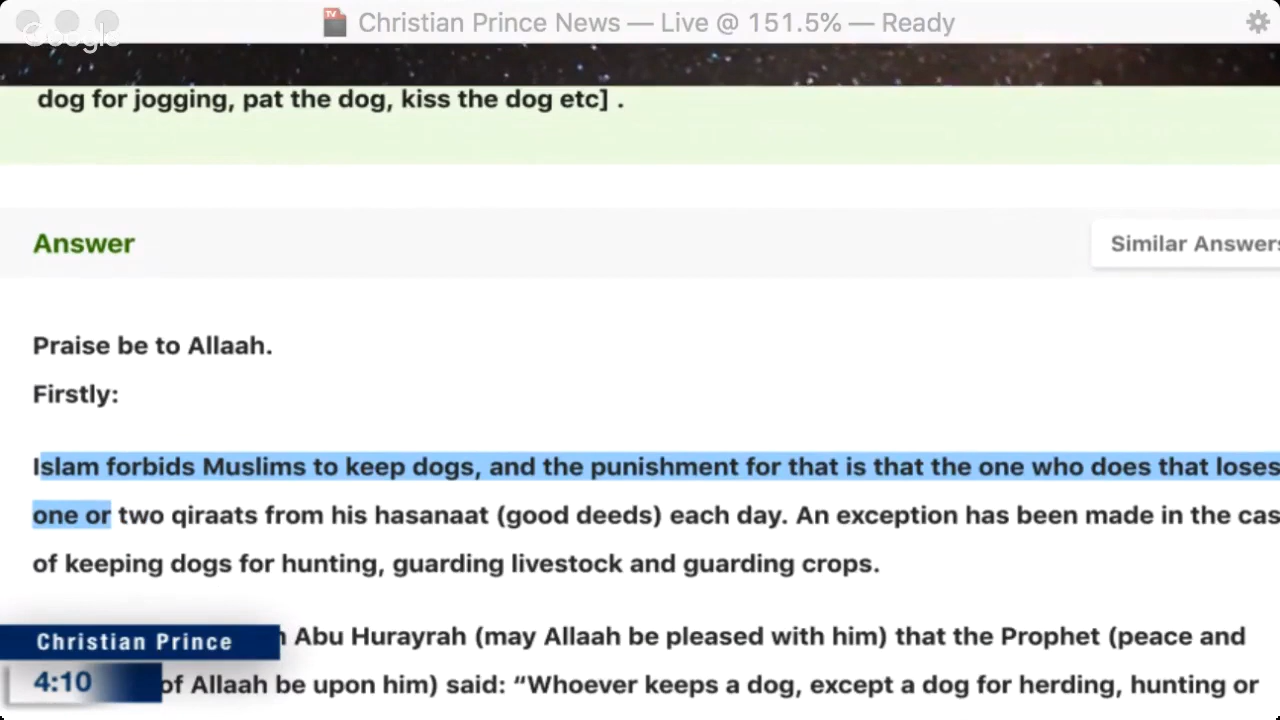 TV
Christian Prince News — Live @ 151.5% — Ready
Google
dog for jogging, pat the dog, kiss the dog etc] .
Answer
Similar Answers
Praise be to Allaah.
Firstly:
Islam forbids Muslims to keep dogs, and the punishment for that is that the one who does that loses
one or two qiraats from his hasanaat (good deeds) each day. An exception has been made in the cas
of keeping dogs for hunting, guarding livestock and guarding crops.
Abu Hurayrah (may Allaah be pleased with him) that the Prophet (peace and
Christian Prince
of Allaah be upon him) said: “Whoever keeps a dog, except a dog for herding, hunting or
4:10